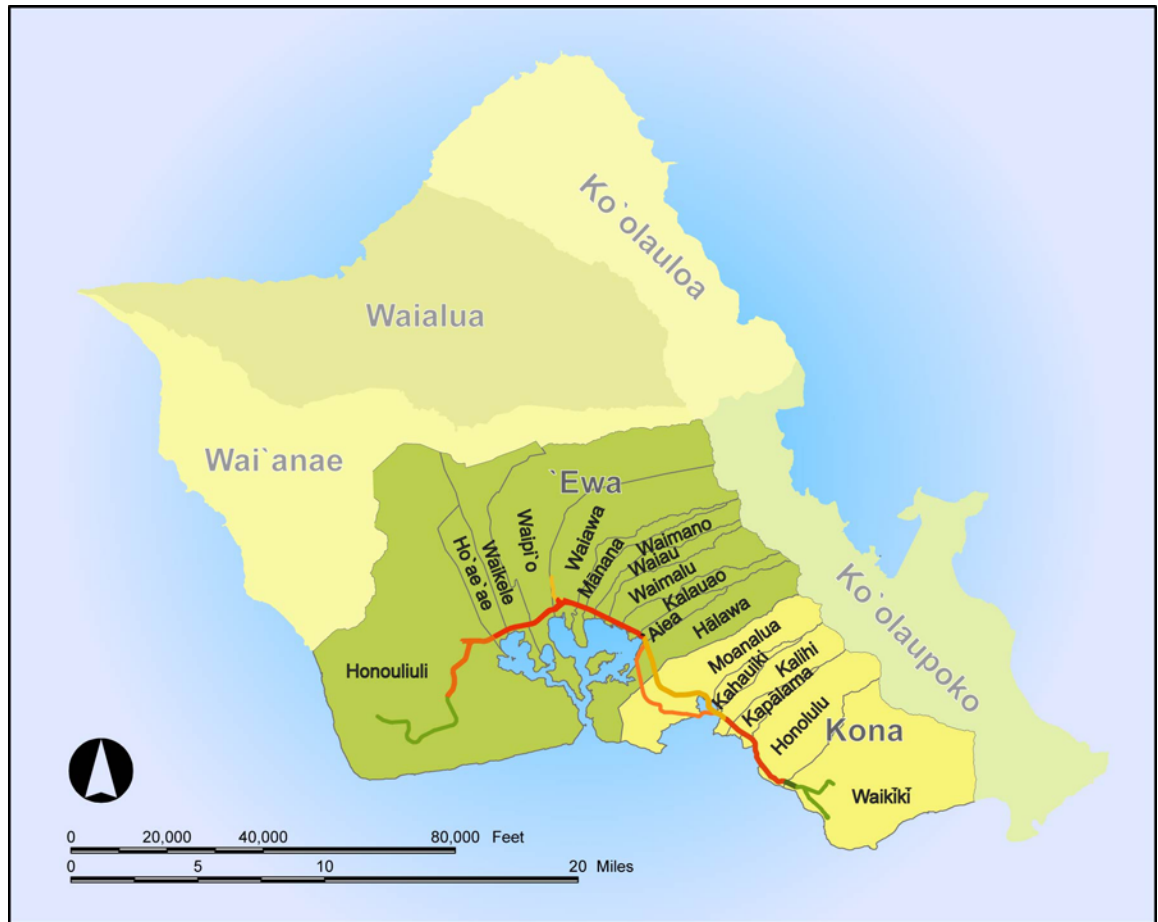 Ko`olauloa
Waialua
Wai`anae
`Ewa
Ho`ae`ae
Waikele
Waipi`o
Waiawa
Mānana
Waimano
Waiau
Waimalu
Kalauao
Aiea
Hālawa
Ko`olaupoko
Honouliuli
Moanalua
Kahauiki
Kalihi
Kapālama
Honolulu
Kona
Waikīkī
0 20,000 40,000 80,000 Feet
0 5 10 20 Miles